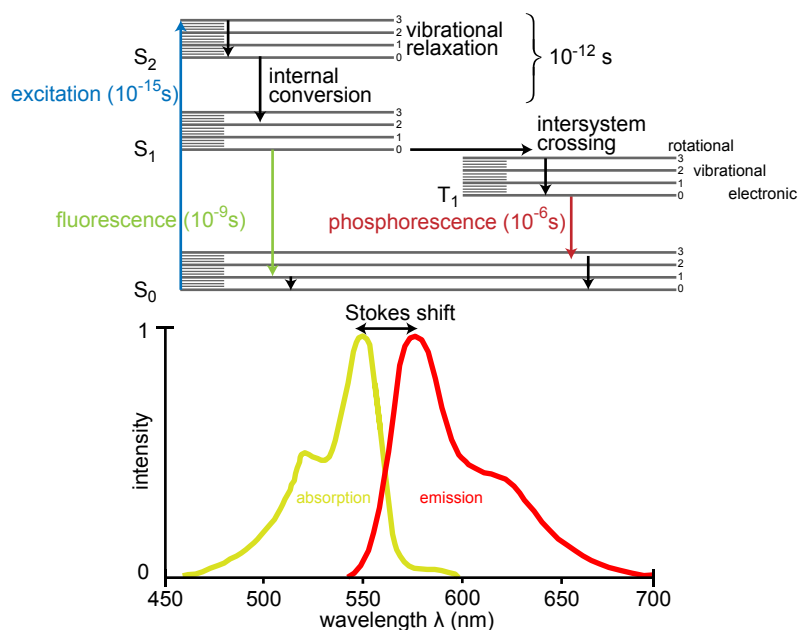 3
2
1
0
vibrational
relaxation
10⁻¹² s
S₂
excitation (10⁻¹⁵s)
internal
conversion
3
2
1
0
S₁
intersystem
crossing
rotational
3
2
1
0
vibrational
electronic
T₁
fluorescence (10⁻⁹s)
phosphorescence (10⁻⁶s)
3
2
1
0
S₀
Stokes shift
1
intensity
absorption
emission
0
450
500
550
600
650
700
wavelength λ (nm)